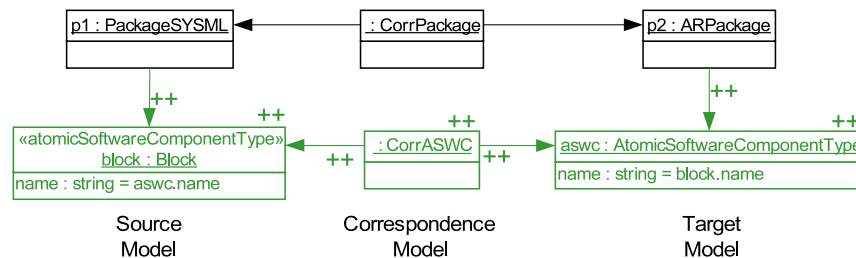 p1 : PackageSYSML
: CorrPackage
p2 : ARPackage
++
++
++
++
++
«atomicSoftwareComponentType»
block : Block
name : string = aswc.name
++
: CorrASWC
++
aswc : AtomicSoftwareComponentType
name : string = block.name
Source
Model
Correspondence
Model
Target
Model